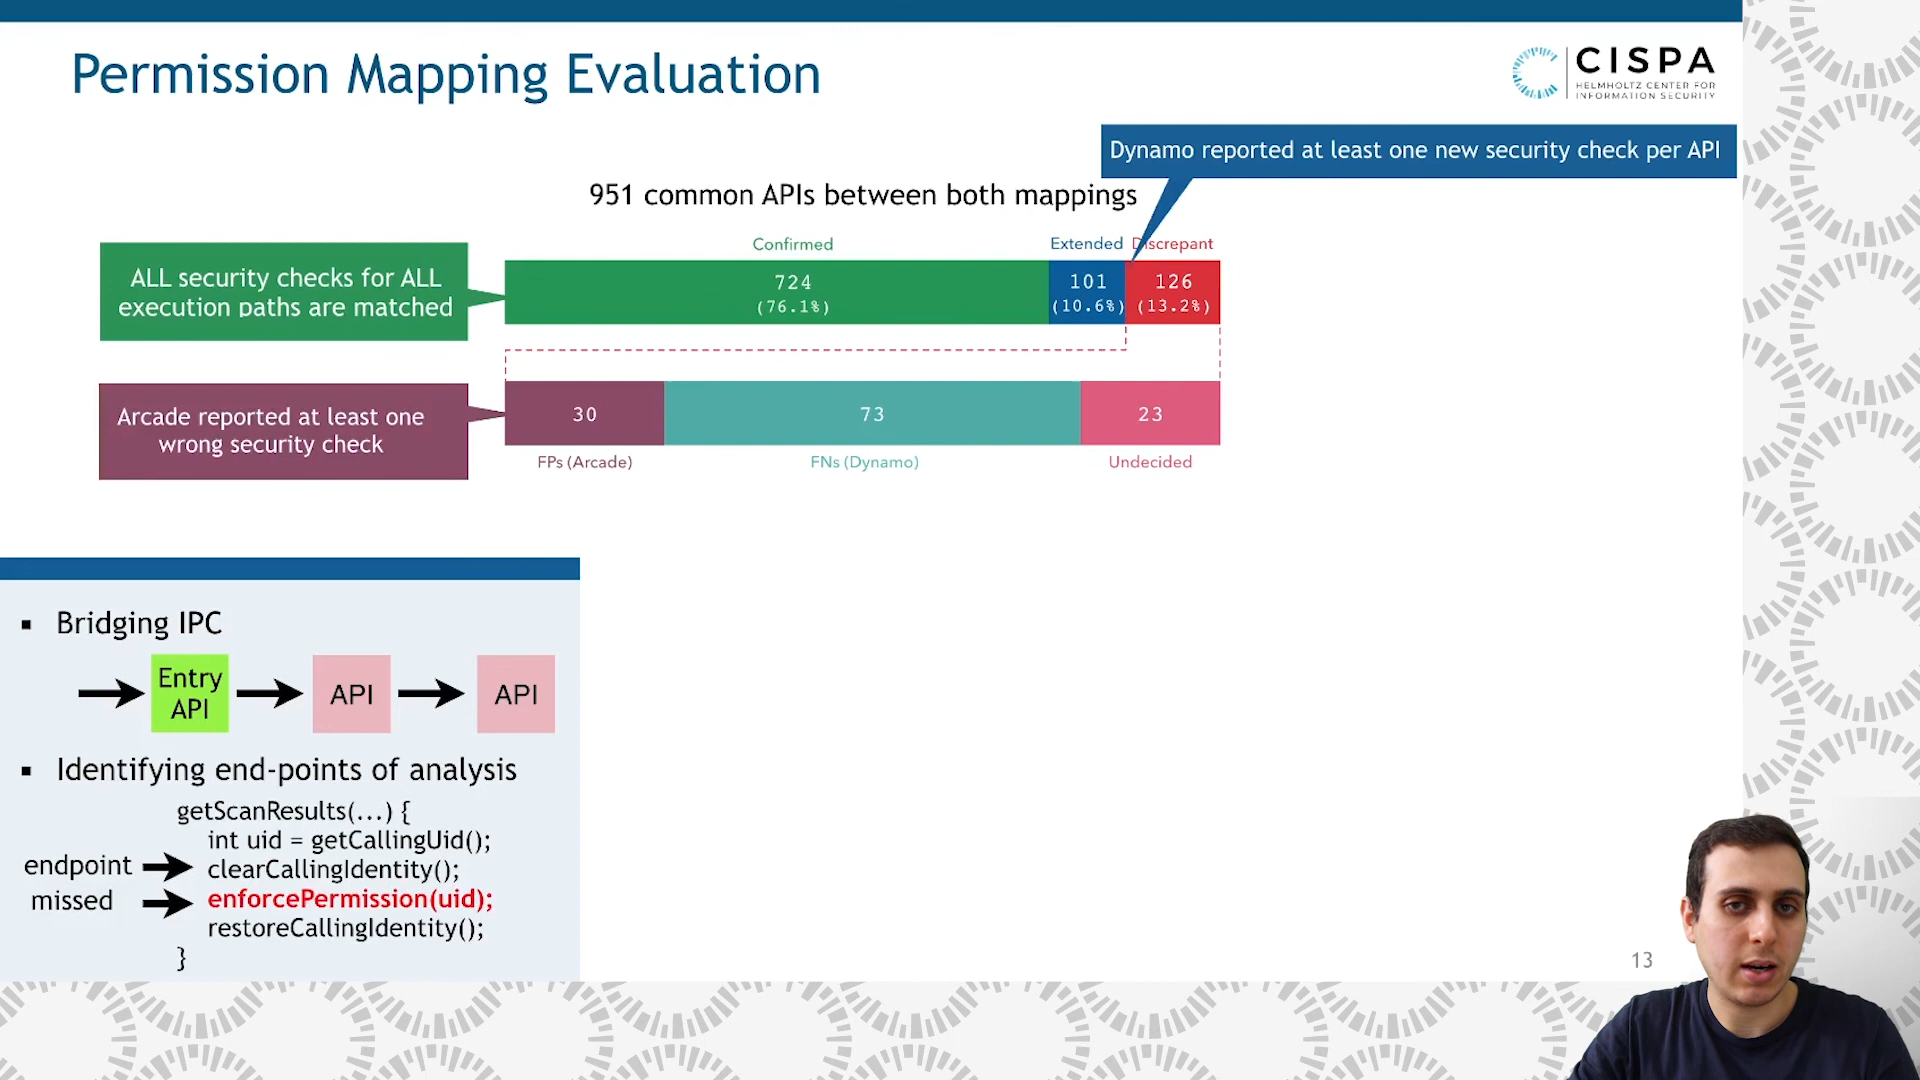 Permission Mapping Evaluation
CISPA
HELMHOLTZ CENTER FOR
INFORMATION SECURITY
Dynamo reported at least one new security check per API
951 common APIs between both mappings
Confirmed
Extended
Discrepant
ALL security checks for ALL
execution paths are matched
724
(76.1%)
101
(10.6%)
126
(13.2%)
Arcade reported at least one
wrong security check
30
73
23
FPs (Arcade)
FNs (Dynamo)
Undecided
▪ Bridging IPC
Entry
API
API
API
▪ Identifying end-points of analysis
getScanResults(...) {
int uid = getCallingUid();
endpoint
clearCallingIdentity();
missed
enforcePermission(uid);
restoreCallingIdentity();
}
13